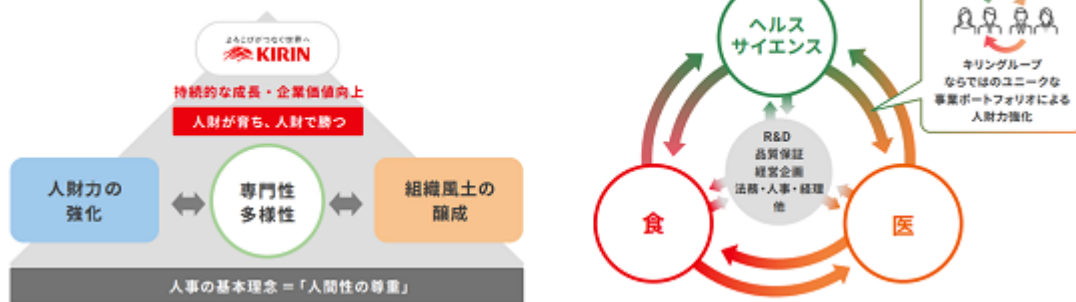 よろこびがつなぐ世界へ
KIRIN
持続的な成長・企業価値向上
人財が育ち、人財で勝つ
人財力の
強化
専門性
多様性
組織風土の
醸成
人事の基本理念＝「人間性の尊重」
ヘルス
サイエンス
R&D
品質保証
経営企画
法務・人事・経理
他
食
医
キリングループ
ならではのユニークな
事業ポートフォリオによる
人財力強化